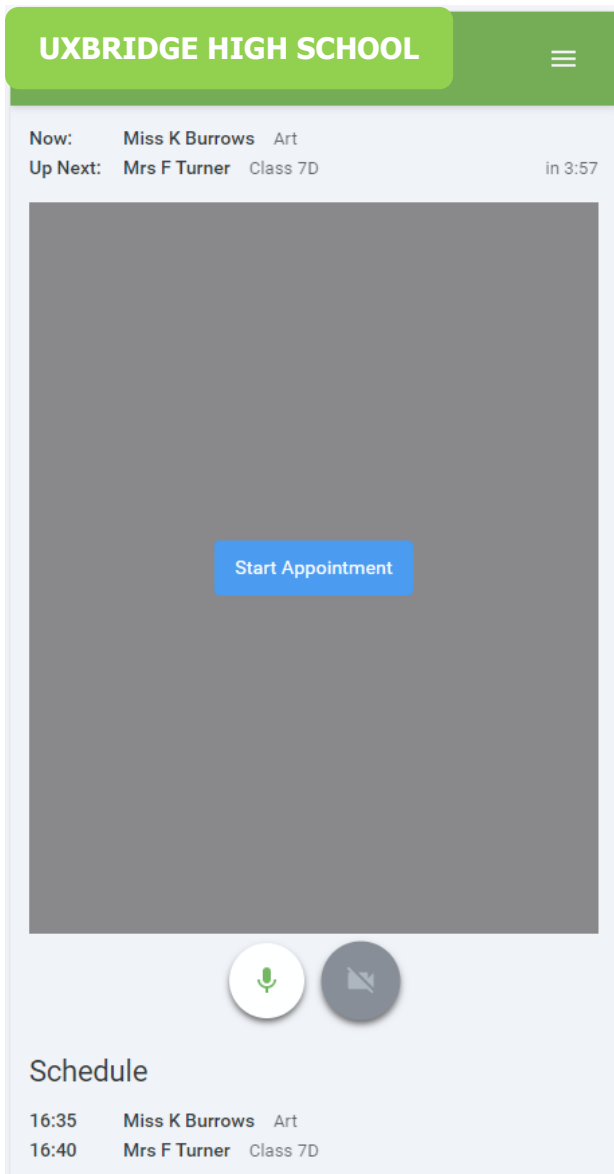 UXBRIDGE HIGH SCHOOL
Now: Miss K Burrows Art
Up Next: Mrs F Turner Class 7D in 3:57
Start Appointment
Schedule
16:35 Miss K Burrows Art
16:40 Mrs F Turner Class 7D